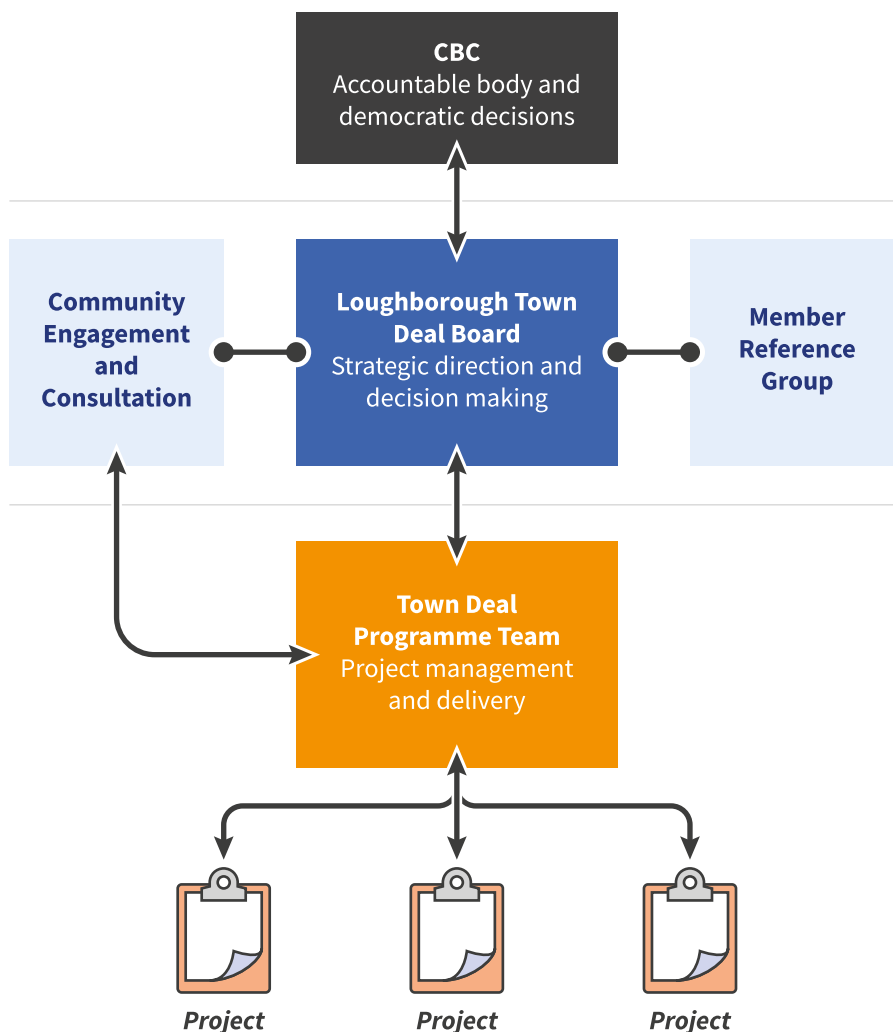 CBC
Accountable body and
democratic decisions
Community
Engagement
and
Consultation
Loughborough Town
Deal Board
Strategic direction and
decision making
Member
Reference
Group
Town Deal
Programme Team
Project management
and delivery
Project
Project
Project